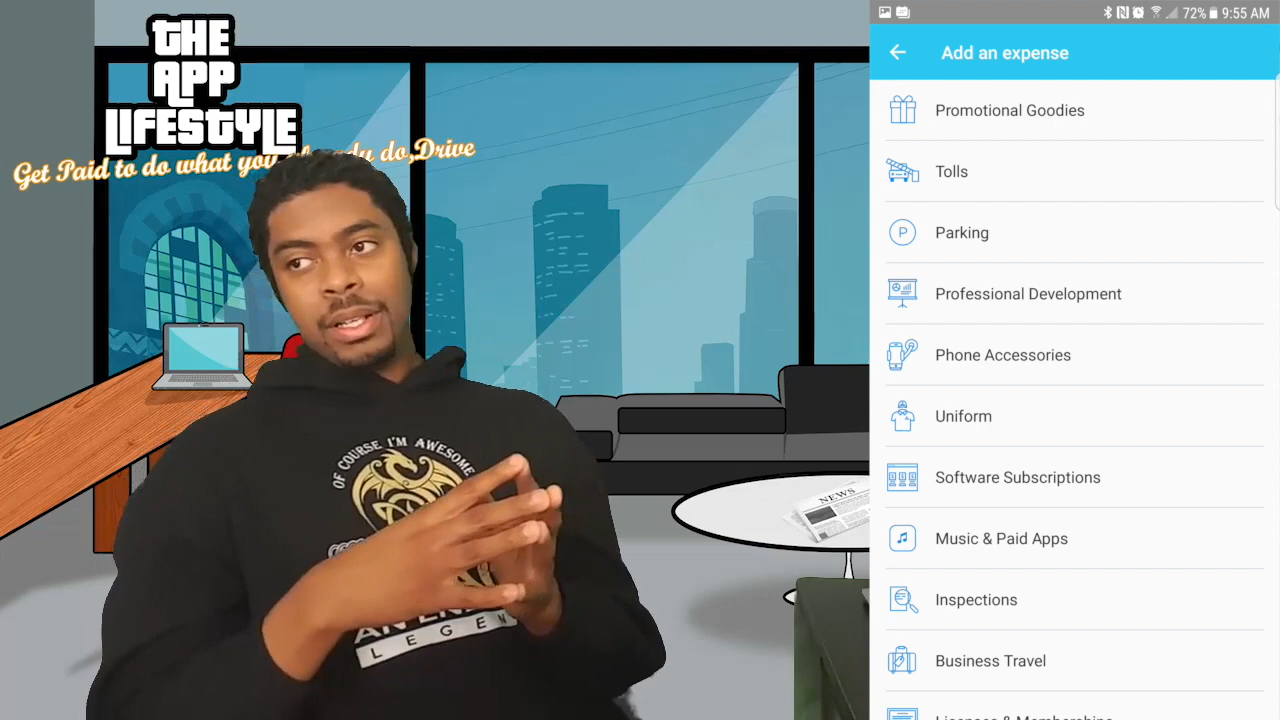 THE
APP
LIFESTYLE
Get Paid to do what you do,Drive
OF COURSE I'M AWESOME
LEGEN
NEWS
72% 9:55 AM
Add an expense
Promotional Goodies
Tolls
P
Parking
Professional Development
Phone Accessories
Uniform
Software Subscriptions
Music & Paid Apps
Inspections
Business Travel
Licenses & Memberships